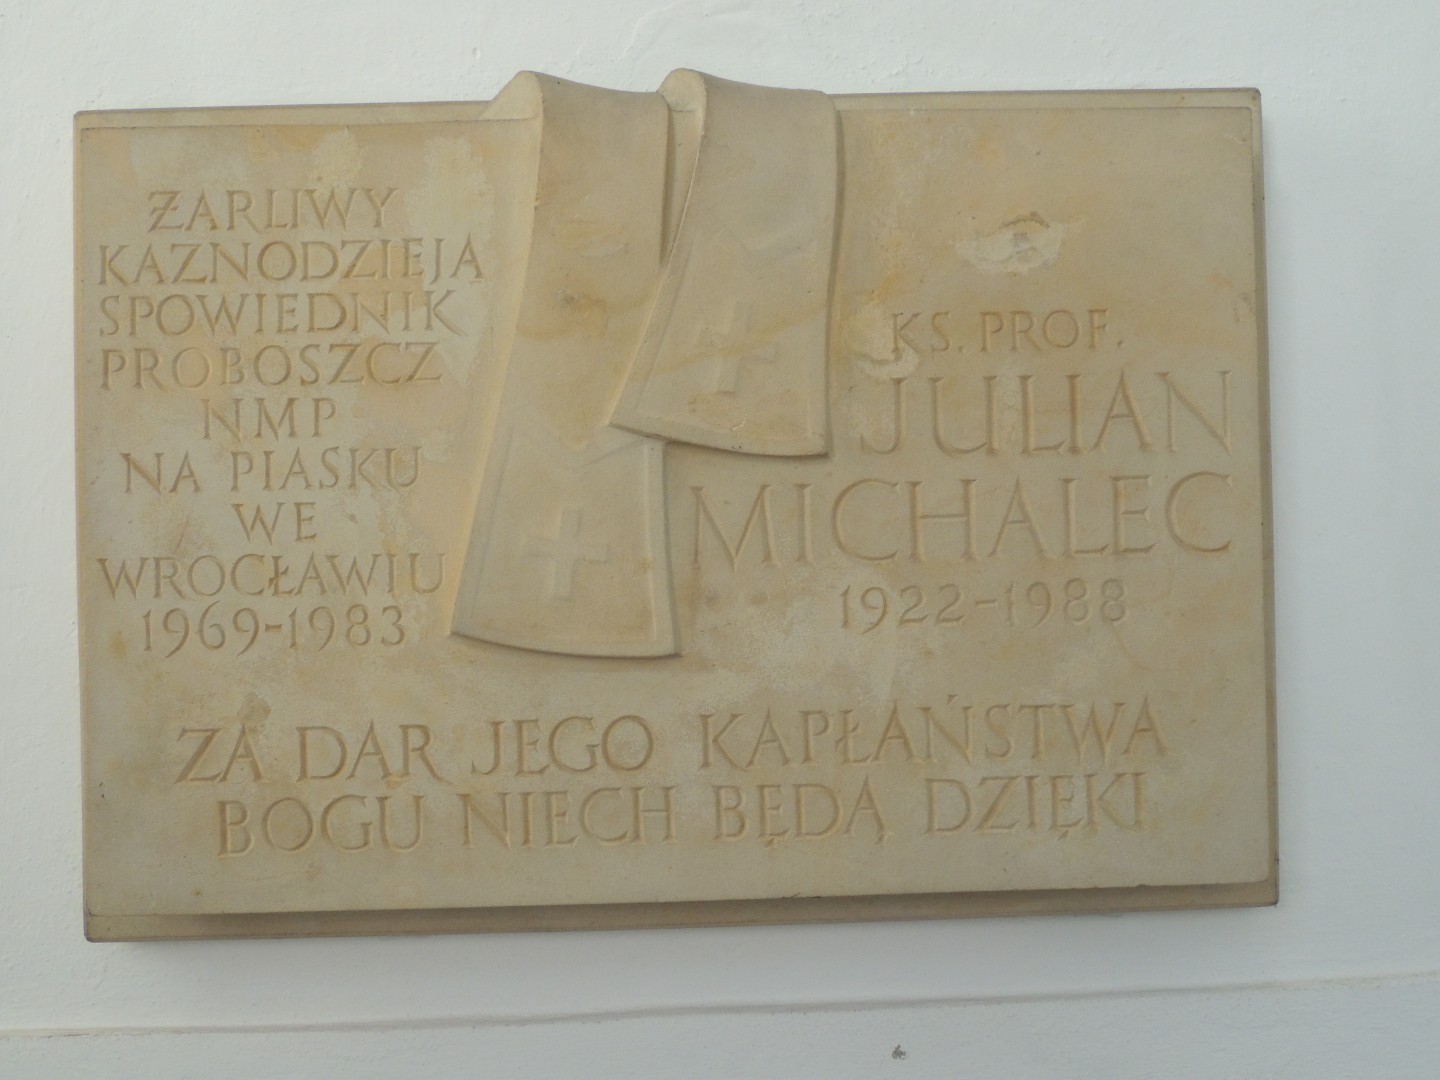 ŻARLIWY
KAZNODZIEJA
SPOWIEDNIK
PROBOSZCZ
NMP
NA PIASKU
WE
WROCŁAWIU
1969-1983
KS. PROF.
JULIAN
MICHALEC
1922-1988
ZA DAR JEGO KAPŁAŃSTWA
BOGU NIECH BĘDĄ DZIĘKI